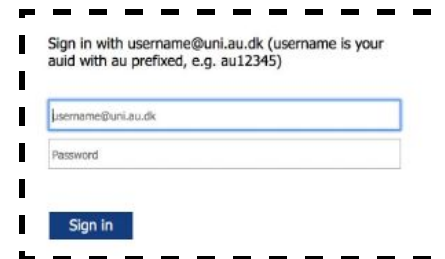 Sign in with username@uni.au.dk (username is your
auid with au prefixed, e.g. au12345)
username@uni.au.dk
Password
Sign in